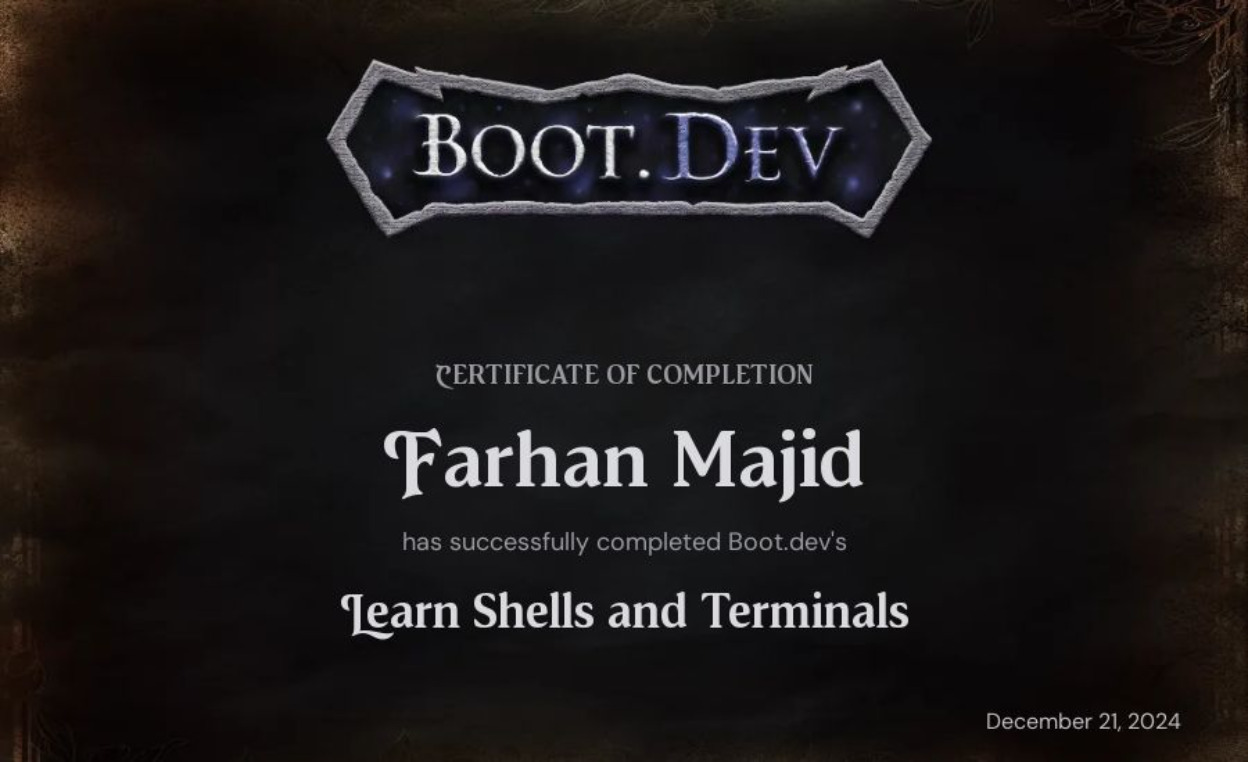 BOOT.DEV
CERTIFICATE OF COMPLETION
Farhan Majid
has successfully completed Boot.dev's
Learn Shells and Terminals
December 21, 2024